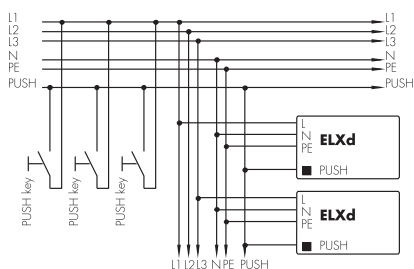 L1 L1
L2 L2
L3 L3
N N
PE PE
PUSH PUSH
L
N ELXd
PE
PUSH
PUSH key PUSH key PUSH key
L
N ELXd
PE
PUSH
L1 L2 L3 N PE PUSH